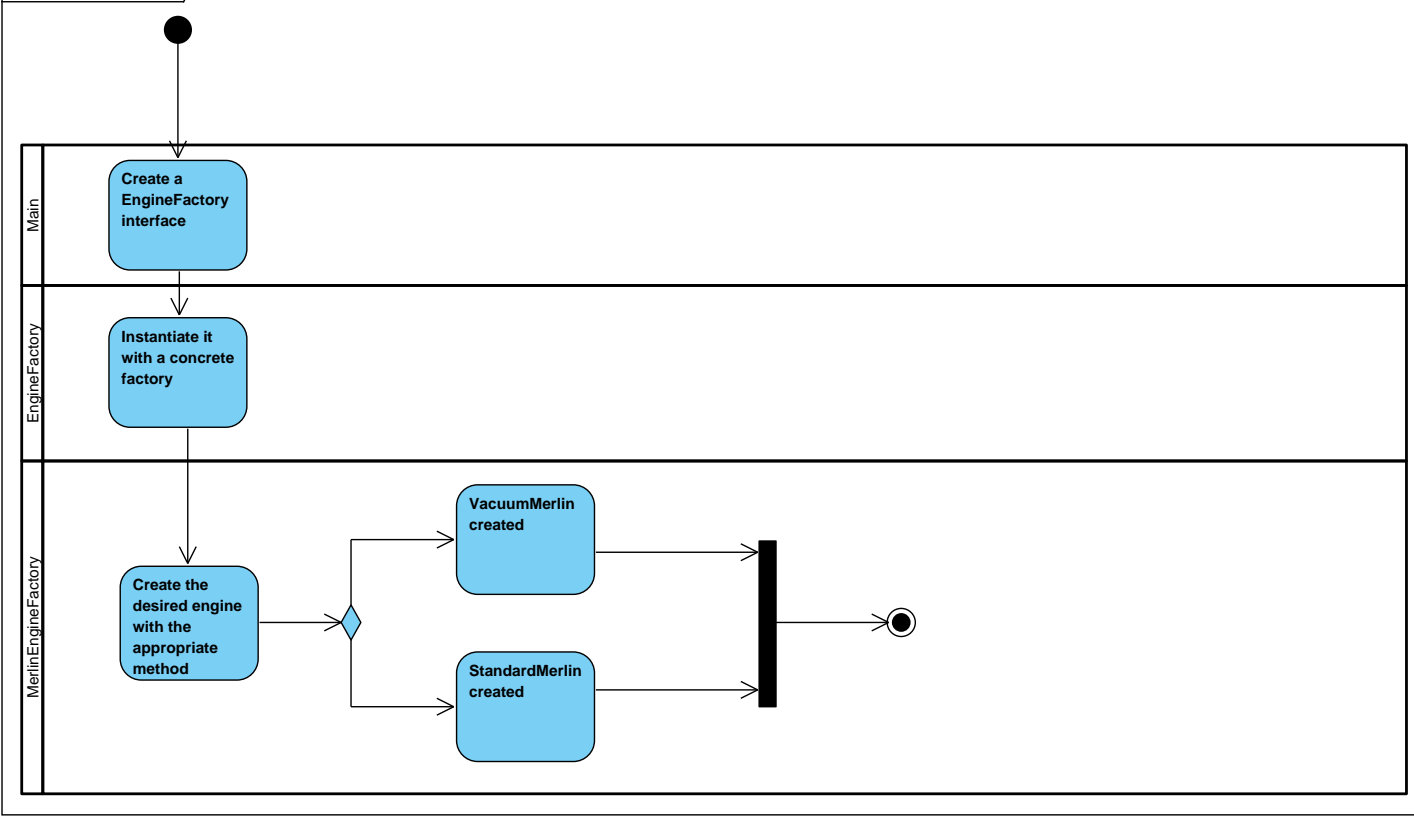 Main
Create a
EngineFactory
interface
EngineFactory
Instantiate it
with a concrete
factory
MerlinEngineFactory
Create the
desired engine
with the
appropriate
method
VacuumMerlin
created
StandardMerlin
created